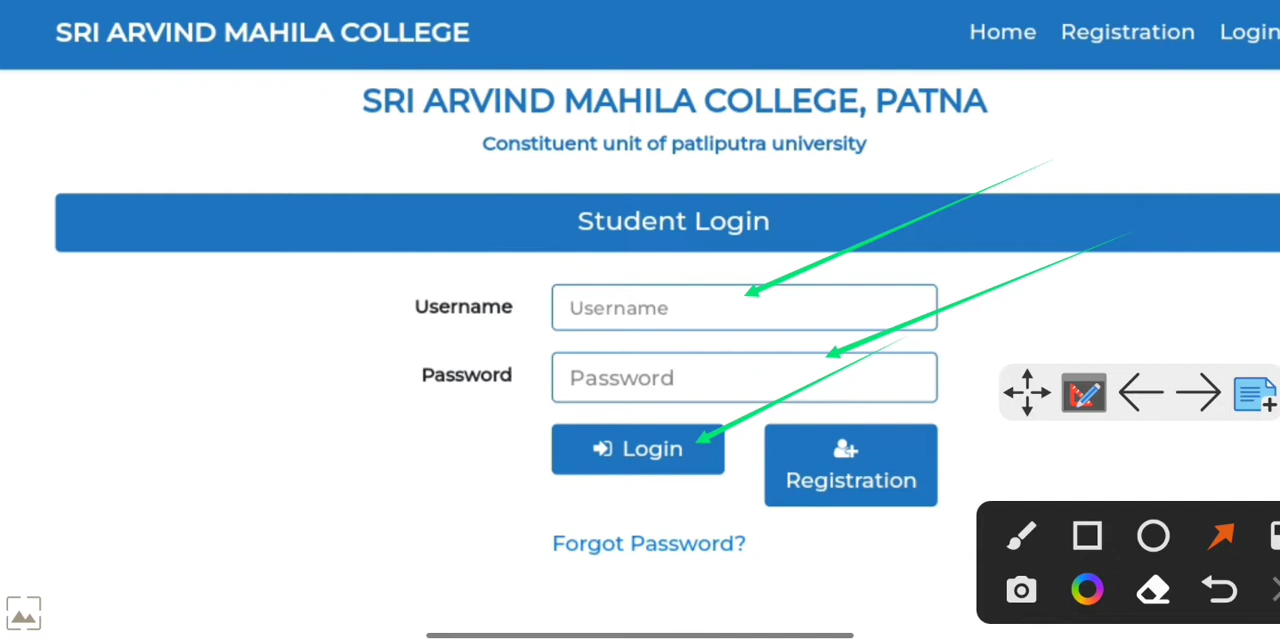 SRI ARVIND MAHILA COLLEGE
Home Registration Login
SRI ARVIND MAHILA COLLEGE, PATNA
Constituent unit of patliputra university
Student Login
Username Username
Password Password
Login
Registration
Forgot Password?